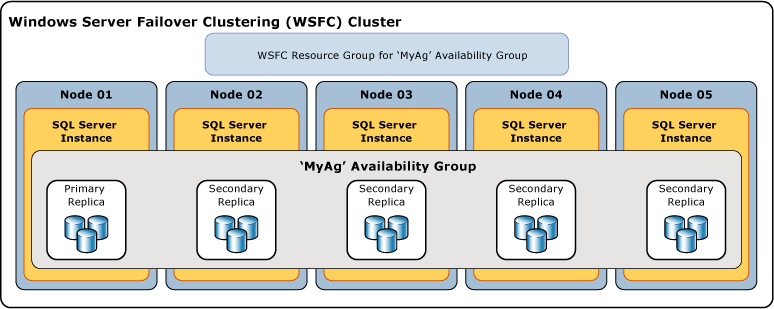 Windows Server Failover Clustering (WSFC) Cluster
WSFC Resource Group for ‘MyAg’ Availability Group
Node 01
Node 02
Node 03
Node 04
Node 05
SQL Server
Instance
SQL Server
Instance
SQL Server
Instance
SQL Server
Instance
SQL Server
Instance
‘MyAg’ Availability Group
Primary
Replica
Secondary
Replica
Secondary
Replica
Secondary
Replica
Secondary
Replica